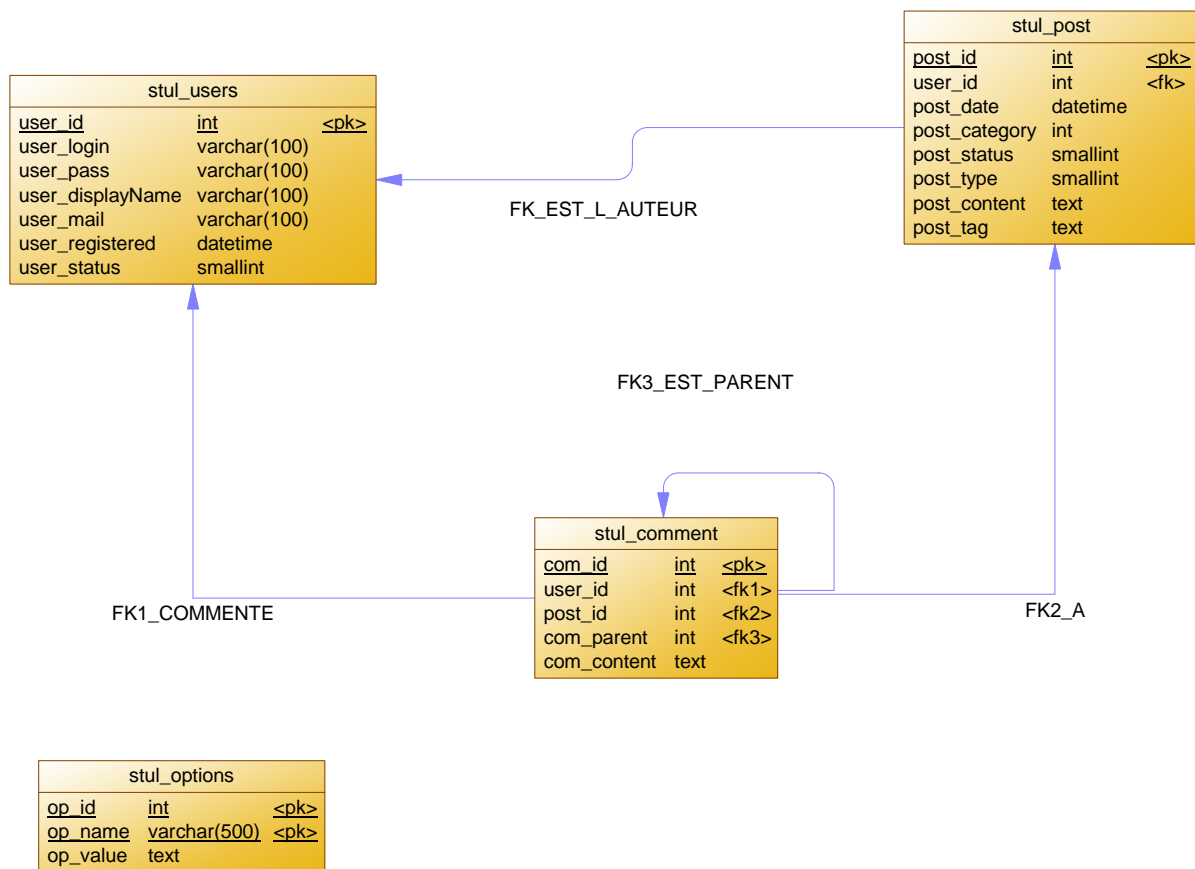 stul_post
post_id int <pk>
user_id int <fk>
post_date datetime
post_category int
post_status smallint
post_type smallint
post_content text
post_tag text
stul_users
user_id int <pk>
user_login varchar(100)
user_pass varchar(100)
user_displayName varchar(100)
user_mail varchar(100)
user_registered datetime
user_status smallint
FK_EST_L_AUTEUR
FK3_EST_PARENT
stul_comment
com_id int <pk>
user_id int <fk1>
post_id int <fk2>
com_parent int <fk3>
com_content text
FK1_COMMENTE
FK2_A
stul_options
op_id int <pk>
op_name varchar(500) <pk>
op_value text